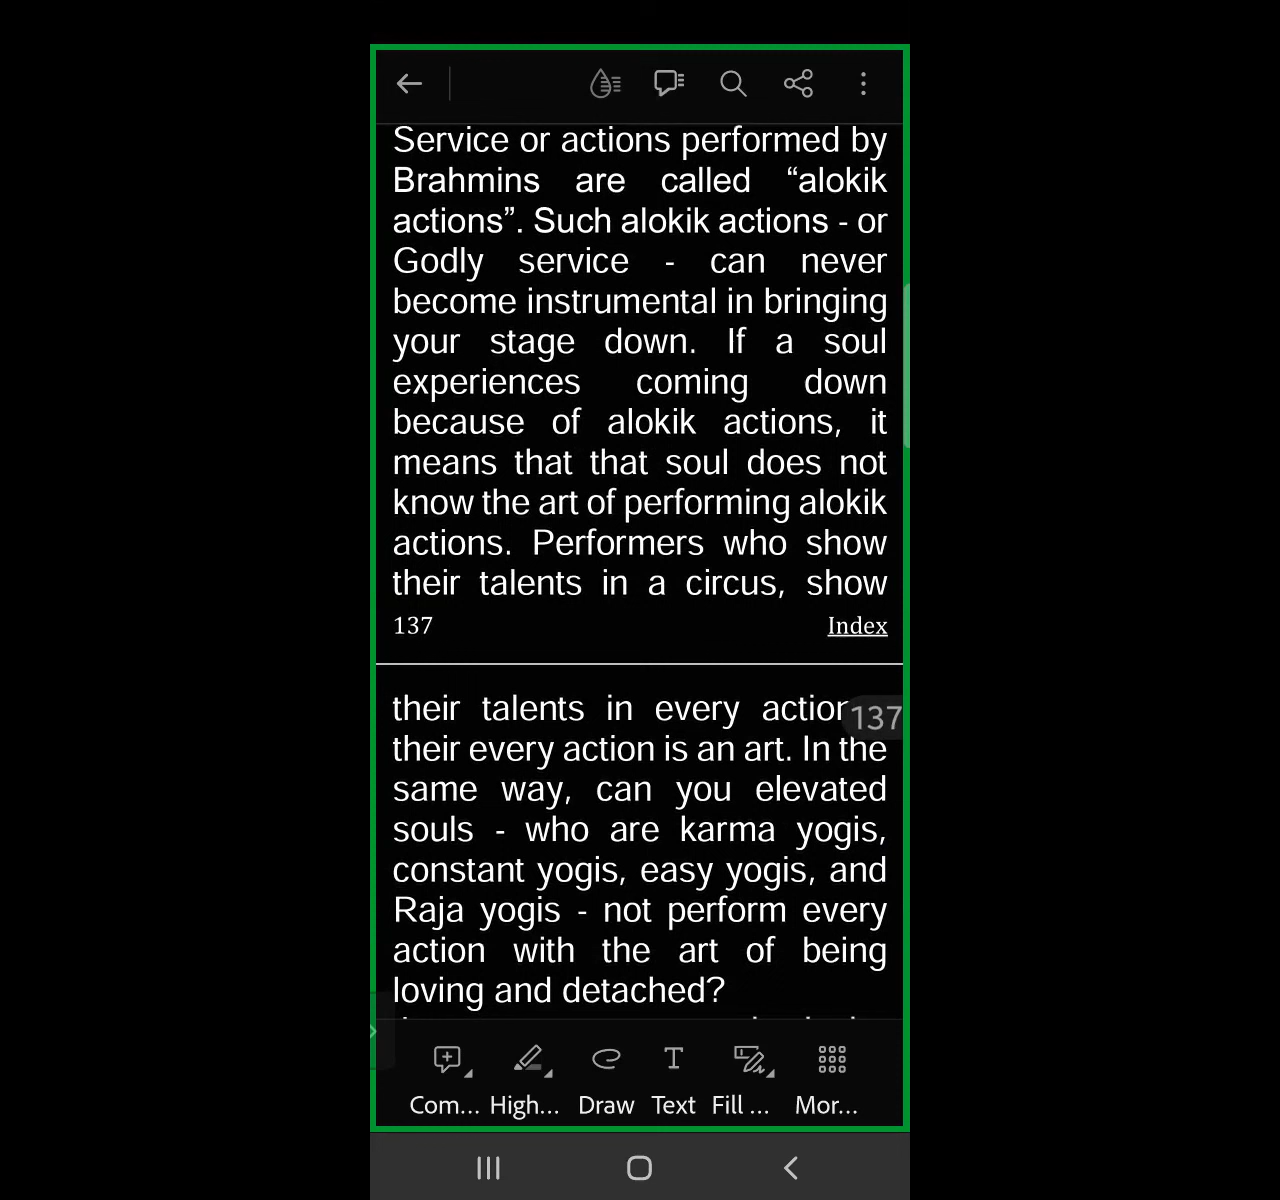 Service or actions performed by
Brahmins are called “alokik
actions”. Such alokik actions - or
Godly service - can never
become instrumental in bringing
your stage down. If a soul
experiences coming down
because of alokik actions, it
means that that soul does not
know the art of performing alokik
actions. Performers who show
their talents in a circus, show
137 Index
their talents in every action
137
their every action is an art. In the
same way, can you elevated
souls - who are karma yogis,
constant yogis, easy yogis, and
Raja yogis - not perform every
action with the art of being
loving and detached?
Com... High... Draw Text Fill ... Mor...